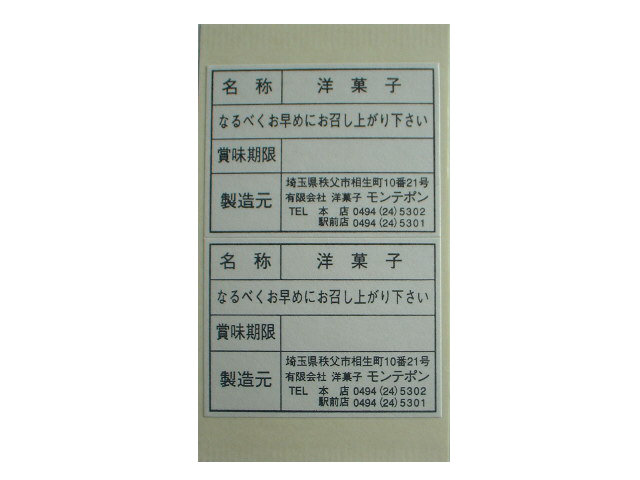 名 称 洋 菓 子
なるべくお早めにお召し上がり下さい
賞味期限
製造元 埼玉県秩父市相生町10番21号
有限会社 洋菓子 モンテボン
TEL 本 店 0494 (24) 5302
駅前店 0494 (24) 5301
名 称 洋 菓 子
なるべくお早めにお召し上がり下さい
賞味期限
製造元 埼玉県秩父市相生町10番21号
有限会社 洋菓子 モンテボン
TEL 本 店 0494 (24) 5302
駅前店 0494 (24) 5301